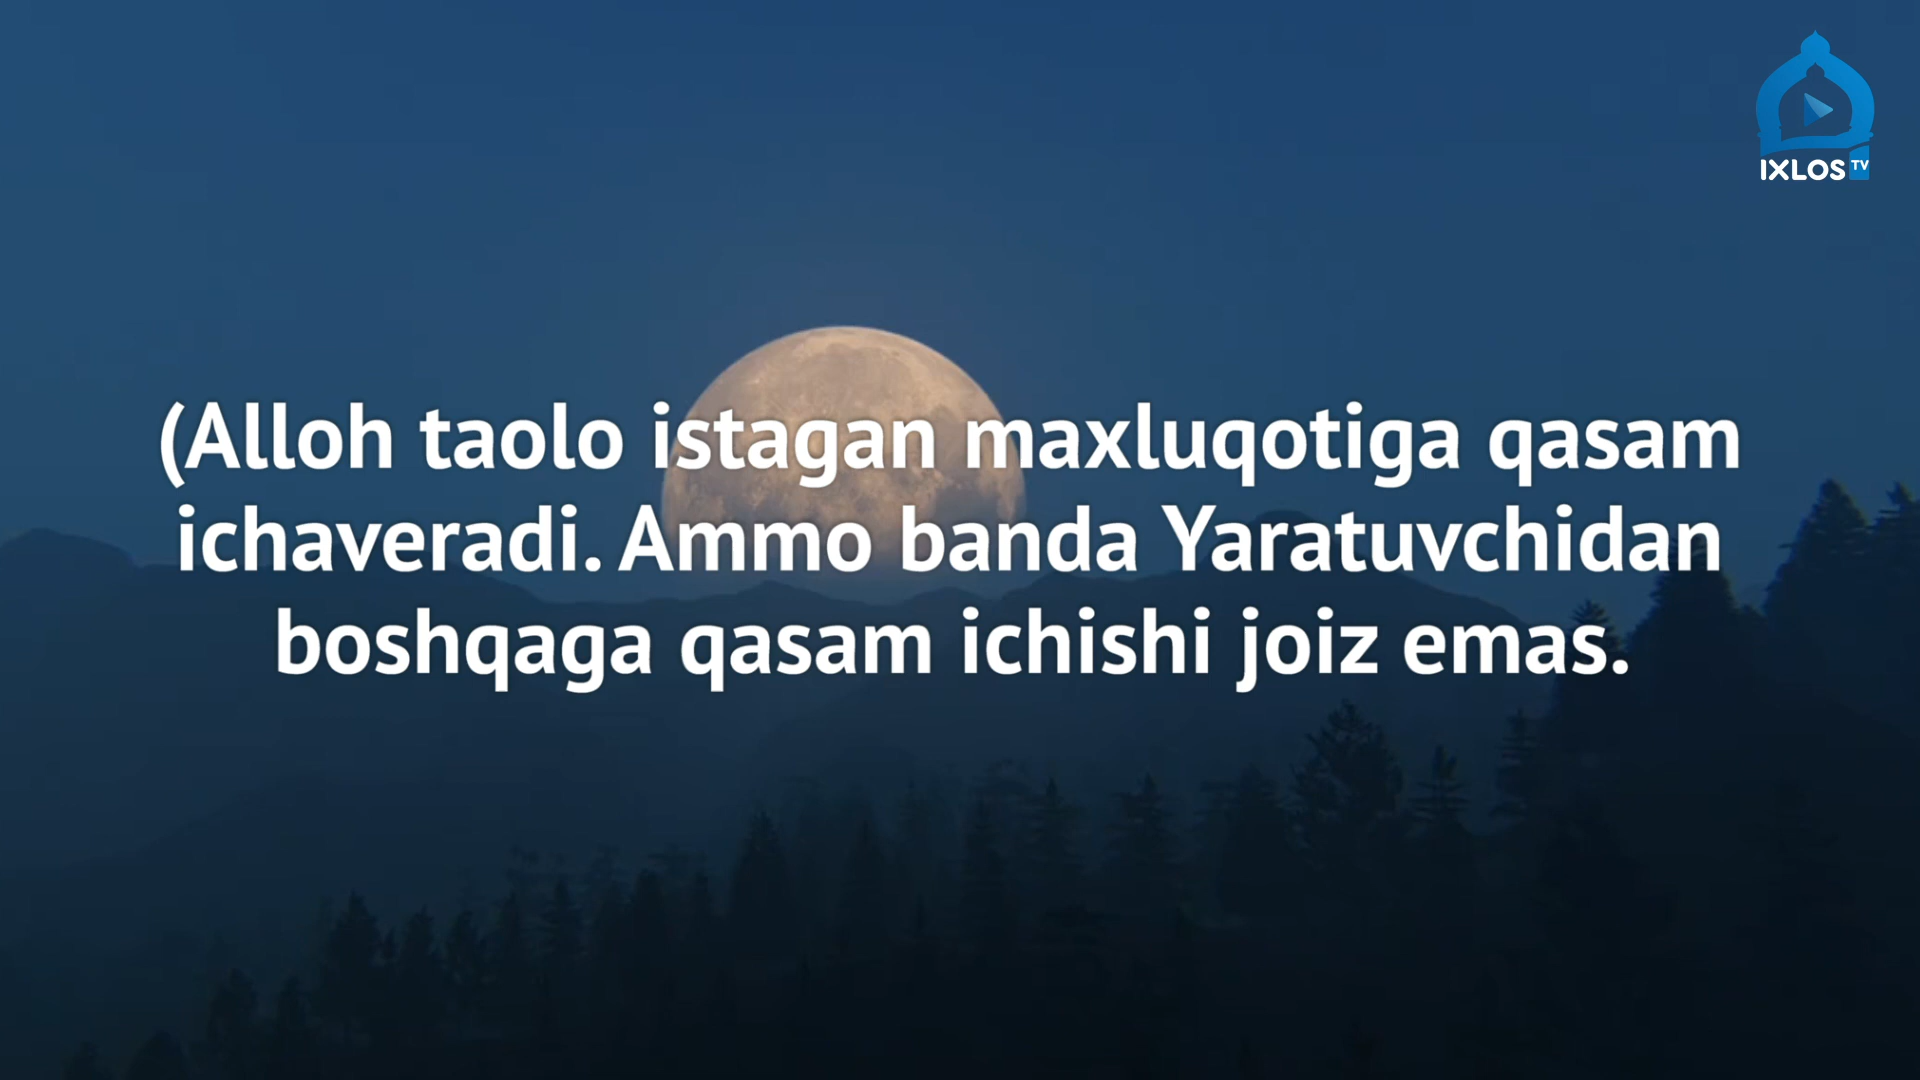 IXLOS TV
(Alloh taolo istagan maxluqotiga qasam
ichaveradi. Ammo banda Yaratuvchidan
boshqaga qasam ichishi joiz emas.